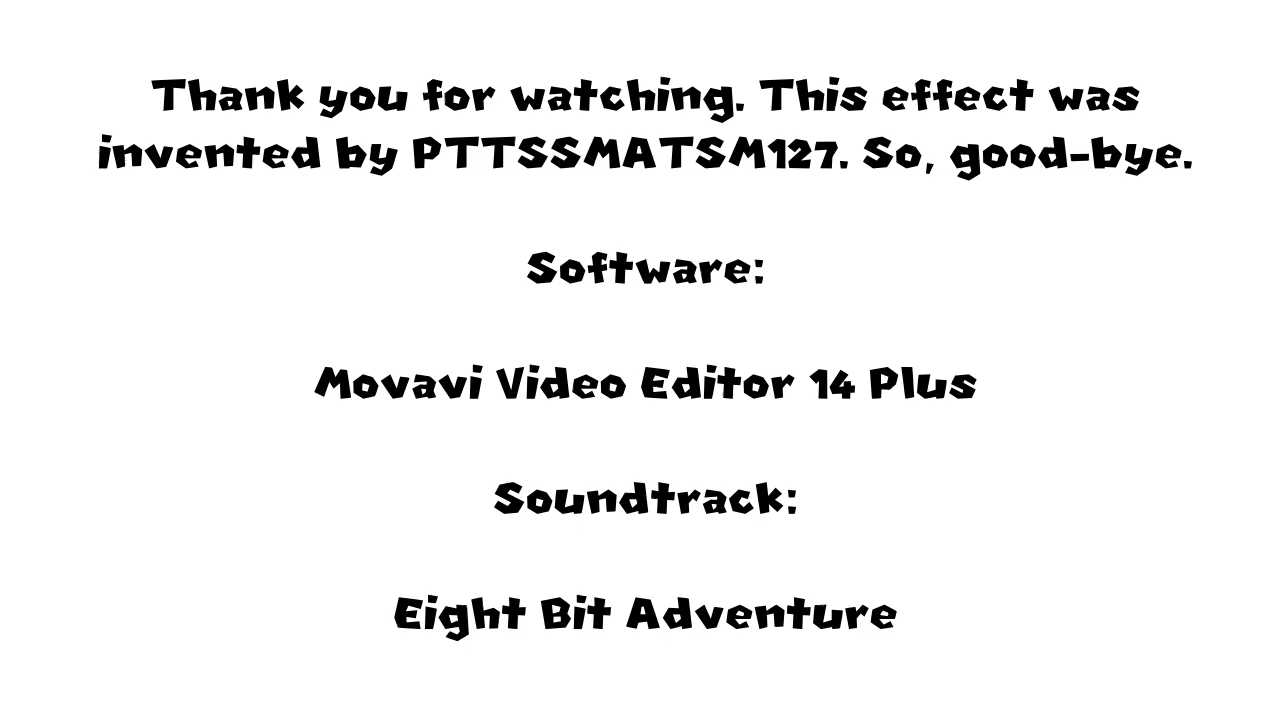 Thank you for watching. This effect was
invented by PTTSSMATSM127. So, good-bye.
Software:
Movavi Video Editor 14 Plus
Soundtrack:
Eight Bit Adventure